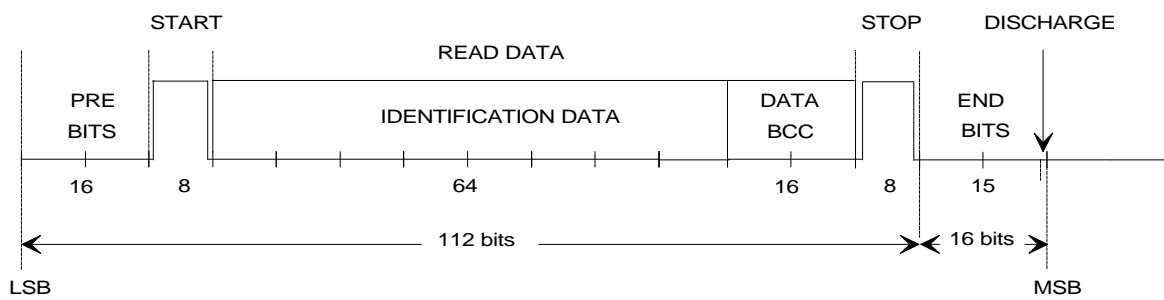 START STOP DISCHARGE
READ DATA
PRE BITS
IDENTIFICATION DATA
DATA BCC
END BITS
16 8 64 16 8 15
112 bits 16 bits
LSB MSB